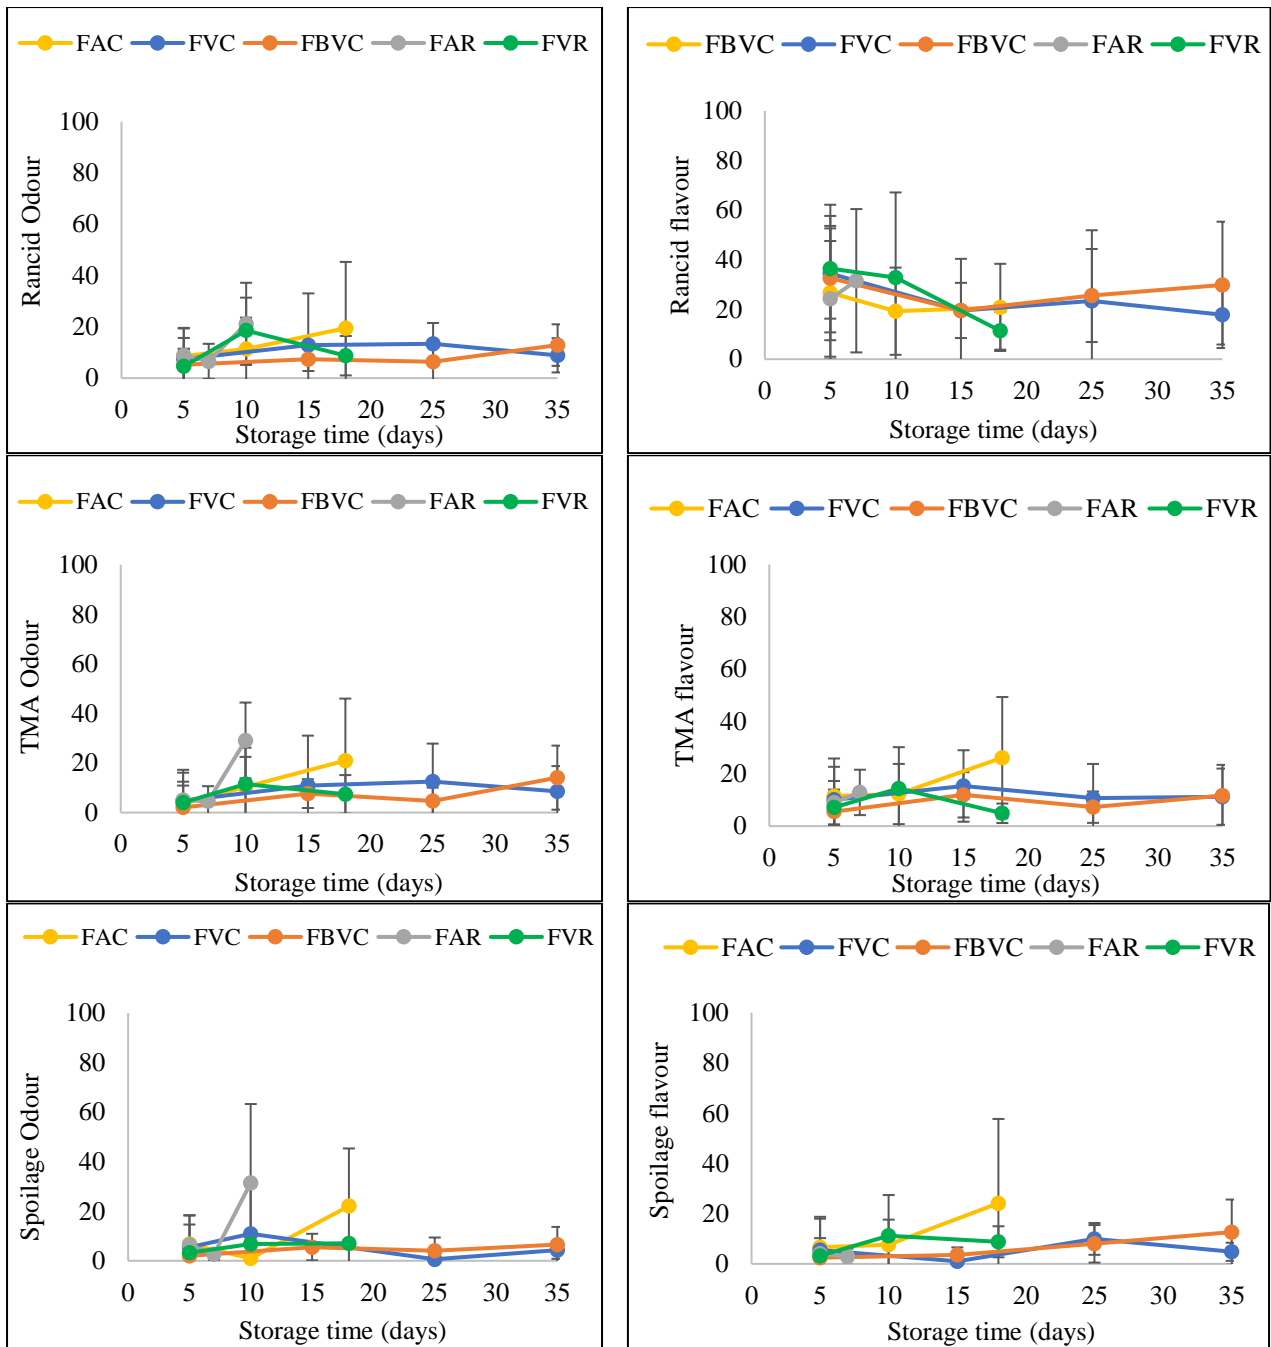 FAC FVC FBVC FAR FVR
100
80
60
40
20
0
Rancid Odour
0 5 10 15 20 25 30 35
Storage time (days)
FBVC FVC FBVC FAR FVR
100
80
60
40
20
0
Rancid flavour
0 5 10 15 20 25 30 35
Storage time (days)
FAC FVC FBVC FAR FVR
100
80
60
40
20
0
TMA Odour
0 5 10 15 20 25 30 35
Storage time (days)
FAC FVC FBVC FAR FVR
100
80
60
40
20
0
TMA flavour
0 5 10 15 20 25 30 35
Storage time (days)
FAC FVC FBVC FAR FVR
100
80
60
40
20
0
Spoilage Odour
0 5 10 15 20 25 30 35
Storage time (days)
FAC FVC FBVC FAR FVR
100
80
60
40
20
0
Spoilage flavour
0 5 10 15 20 25 30 35
Storage time (days)